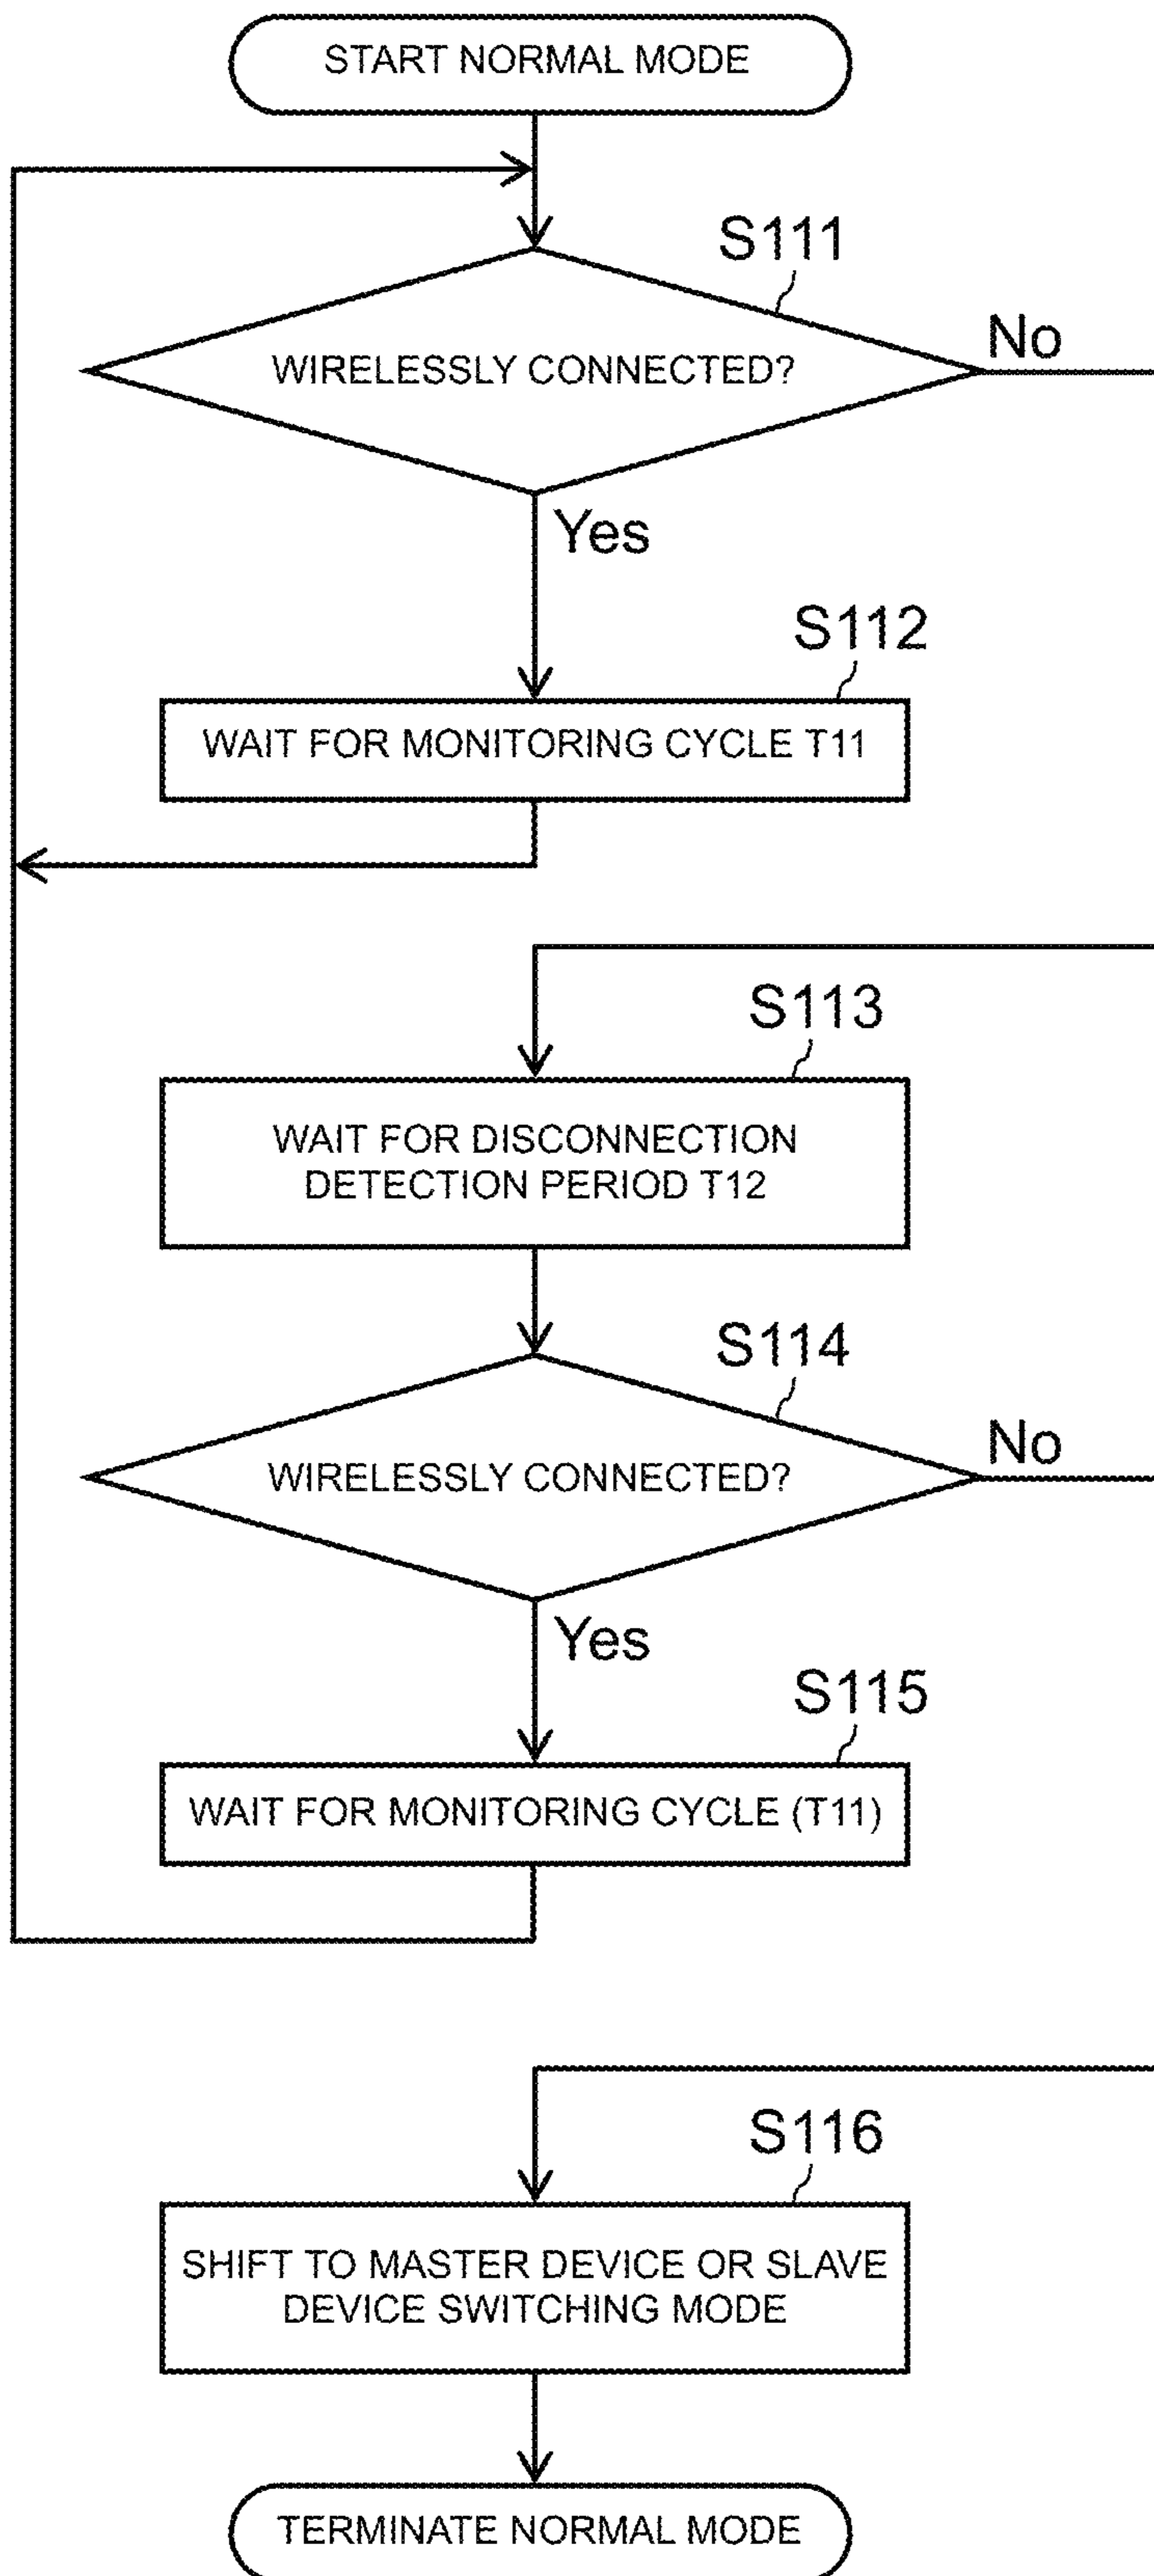 START NORMAL MODE
S111
WIRELESSLY CONNECTED?
No
Yes
S112
WAIT FOR MONITORING CYCLE T11
S113
WAIT FOR DISCONNECTION
DETECTION PERIOD T12
S114
WIRELESSLY CONNECTED?
No
Yes
S115
WAIT FOR MONITORING CYCLE (T11)
S116
SHIFT TO MASTER DEVICE OR SLAVE
DEVICE SWITCHING MODE
TERMINATE NORMAL MODE